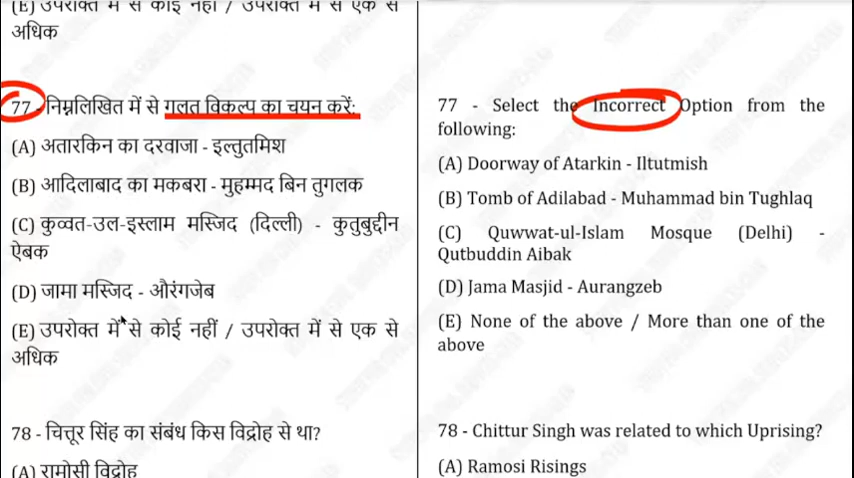 (E) उपरोक्त में से कोई नहीं / उपरोक्त में से एक से
अधिक
77 - निम्नलिखित में से गलत विकल्प का चयन करें:
(A) अतारकिन का दरवाजा - इल्तुतमिश
(B) आदिलाबाद का मकबरा - मुहम्मद बिन तुगलक
(C) कुव्वत-उल-इस्लाम मस्जिद (दिल्ली) - कुतुबुद्दीन
ऐबक
(D) जामा मस्जिद - औरंगजेब
(E) उपरोक्त में से कोई नहीं / उपरोक्त में से एक से
अधिक
78 - चित्तूर सिंह का संबंध किस विद्रोह से था?
(A) रामोसी विद्रोह
77 - Select the Incorrect Option from the
following:
(A) Doorway of Atarkin - Iltutmish
(B) Tomb of Adilabad - Muhammad bin Tughlaq
(C) Quwwat-ul-Islam Mosque (Delhi) -
Qutbuddin Aibak
(D) Jama Masjid - Aurangzeb
(E) None of the above / More than one of the
above
78 - Chittur Singh was related to which Uprising?
(A) Ramosi Risings